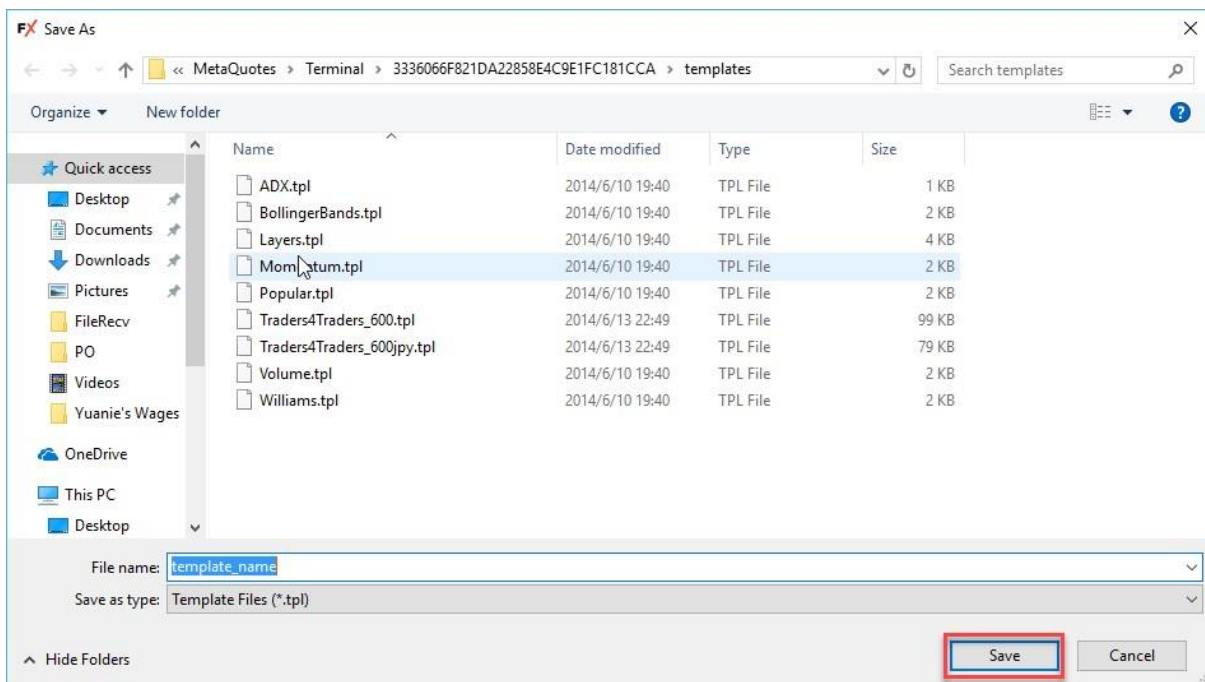 FX Save As
« MetaQuotes › Terminal › 3336066F821DA22858E4C9E1FC181CCA › templates
Search templates
Organize New folder
Name Date modified Type Size
Quick access
Desktop
Documents
Downloads
Pictures
FileRecv
PO
Videos
Yuanie's Wages
OneDrive
This PC
Desktop
ADX.tpl 2014/6/10 19:40 TPL File 1 KB
BollingerBands.tpl 2014/6/10 19:40 TPL File 2 KB
Layers.tpl 2014/6/10 19:40 TPL File 4 KB
Momentum.tpl 2014/6/10 19:40 TPL File 2 KB
Popular.tpl 2014/6/10 19:40 TPL File 2 KB
Traders4Traders_600.tpl 2014/6/13 22:49 TPL File 99 KB
Traders4Traders_600jpy.tpl 2014/6/13 22:49 TPL File 79 KB
Volume.tpl 2014/6/10 19:40 TPL File 2 KB
Williams.tpl 2014/6/10 19:40 TPL File 2 KB
File name: template_name
Save as type: Template Files (*.tpl)
Hide Folders Save Cancel